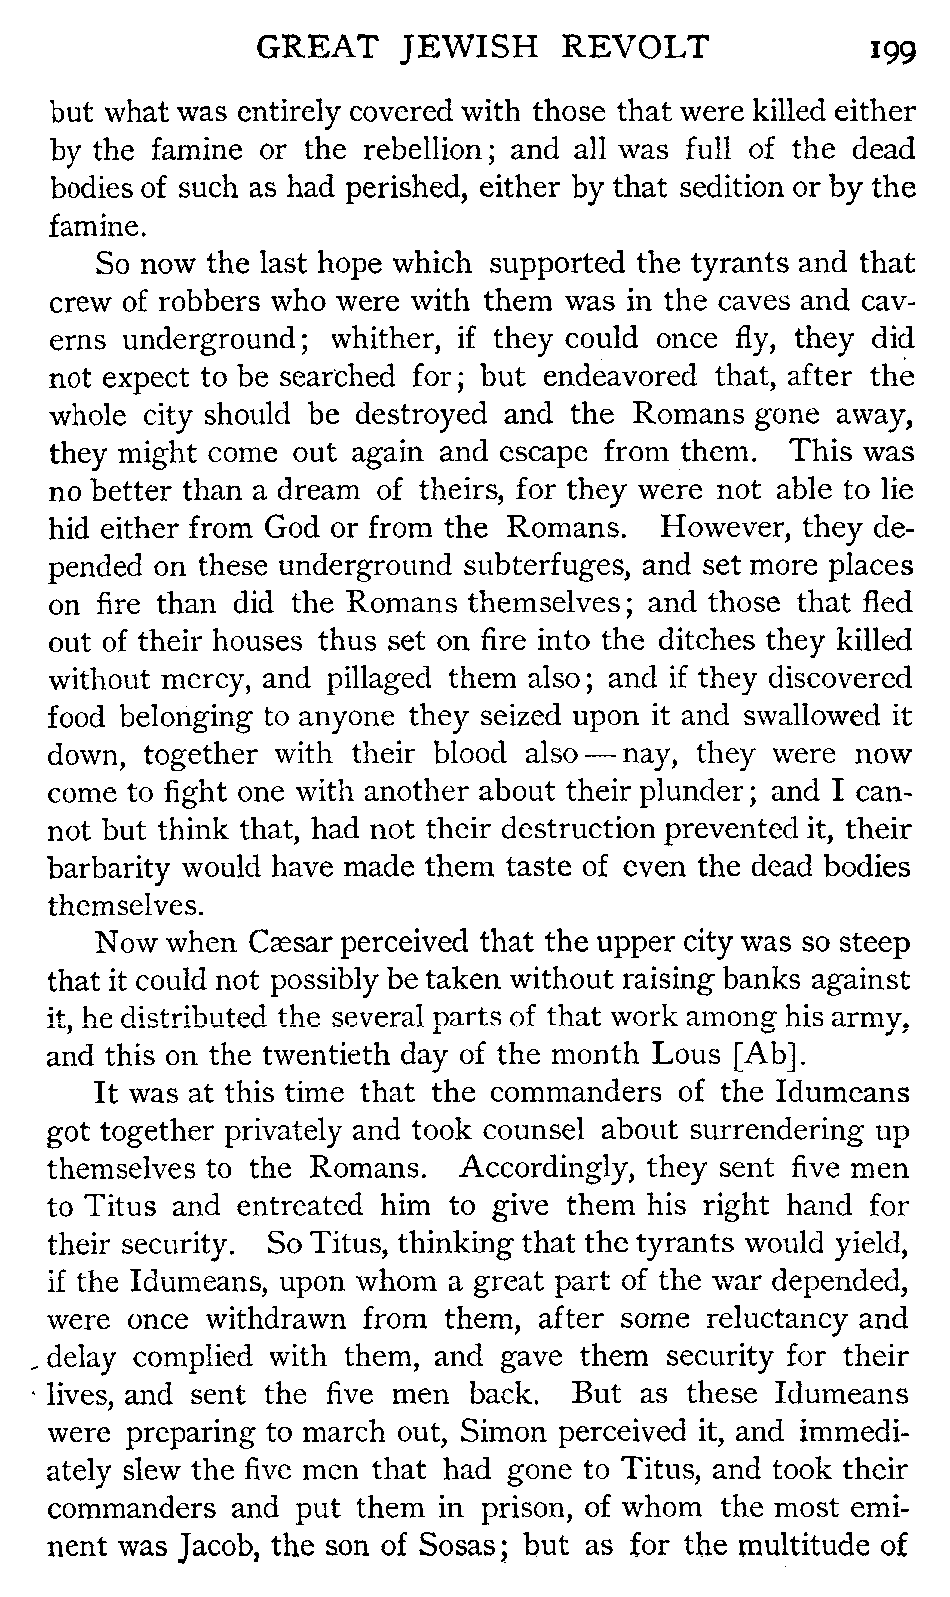 GREAT JEWISH REVOLT 199
but what was entirely covered with those that were killed either
by the famine or the rebellion; and all was full of the dead
bodies of such as had perished, either by that sedition or by the
famine.
So now the last hope which supported the tyrants and that
crew of robbers who were with them was in the caves and cav-
erns underground; whither, if they could once fly, they did
not expect to be searched for; but endeavored that, after the
whole city should be destroyed and the Romans gone away,
they might come out again and escape from them. This was
no better than a dream of theirs, for they were not able to lie
hid either from God or from the Romans. However, they de-
pended on these underground subterfuges, and set more places
on fire than did the Romans themselves; and those that fled
out of their houses thus set on fire into the ditches they killed
without mercy, and pillaged them also; and if they discovered
food belonging to anyone they seized upon it and swallowed it
down, together with their blood also—nay, they were now
come to fight one with another about their plunder; and I can-
not but think that, had not their destruction prevented it, their
barbarity would have made them taste of even the dead bodies
themselves.
Now when Cæsar perceived that the upper city was so steep
that it could not possibly be taken without raising banks against
it, he distributed the several parts of that work among his army,
and this on the twentieth day of the month Lous [Ab].
It was at this time that the commanders of the Idumeans
got together privately and took counsel about surrendering up
themselves to the Romans. Accordingly, they sent five men
to Titus and entreated him to give them his right hand for
their security. So Titus, thinking that the tyrants would yield,
if the Idumeans, upon whom a great part of the war depended,
were once withdrawn from them, after some reluctancy and
delay complied with them, and gave them security for their
lives, and sent the five men back. But as these Idumeans
were preparing to march out, Simon perceived it, and immedi-
ately slew the five men that had gone to Titus, and took their
commanders and put them in prison, of whom the most emi-
nent was Jacob, the son of Sosas; but as for the multitude of